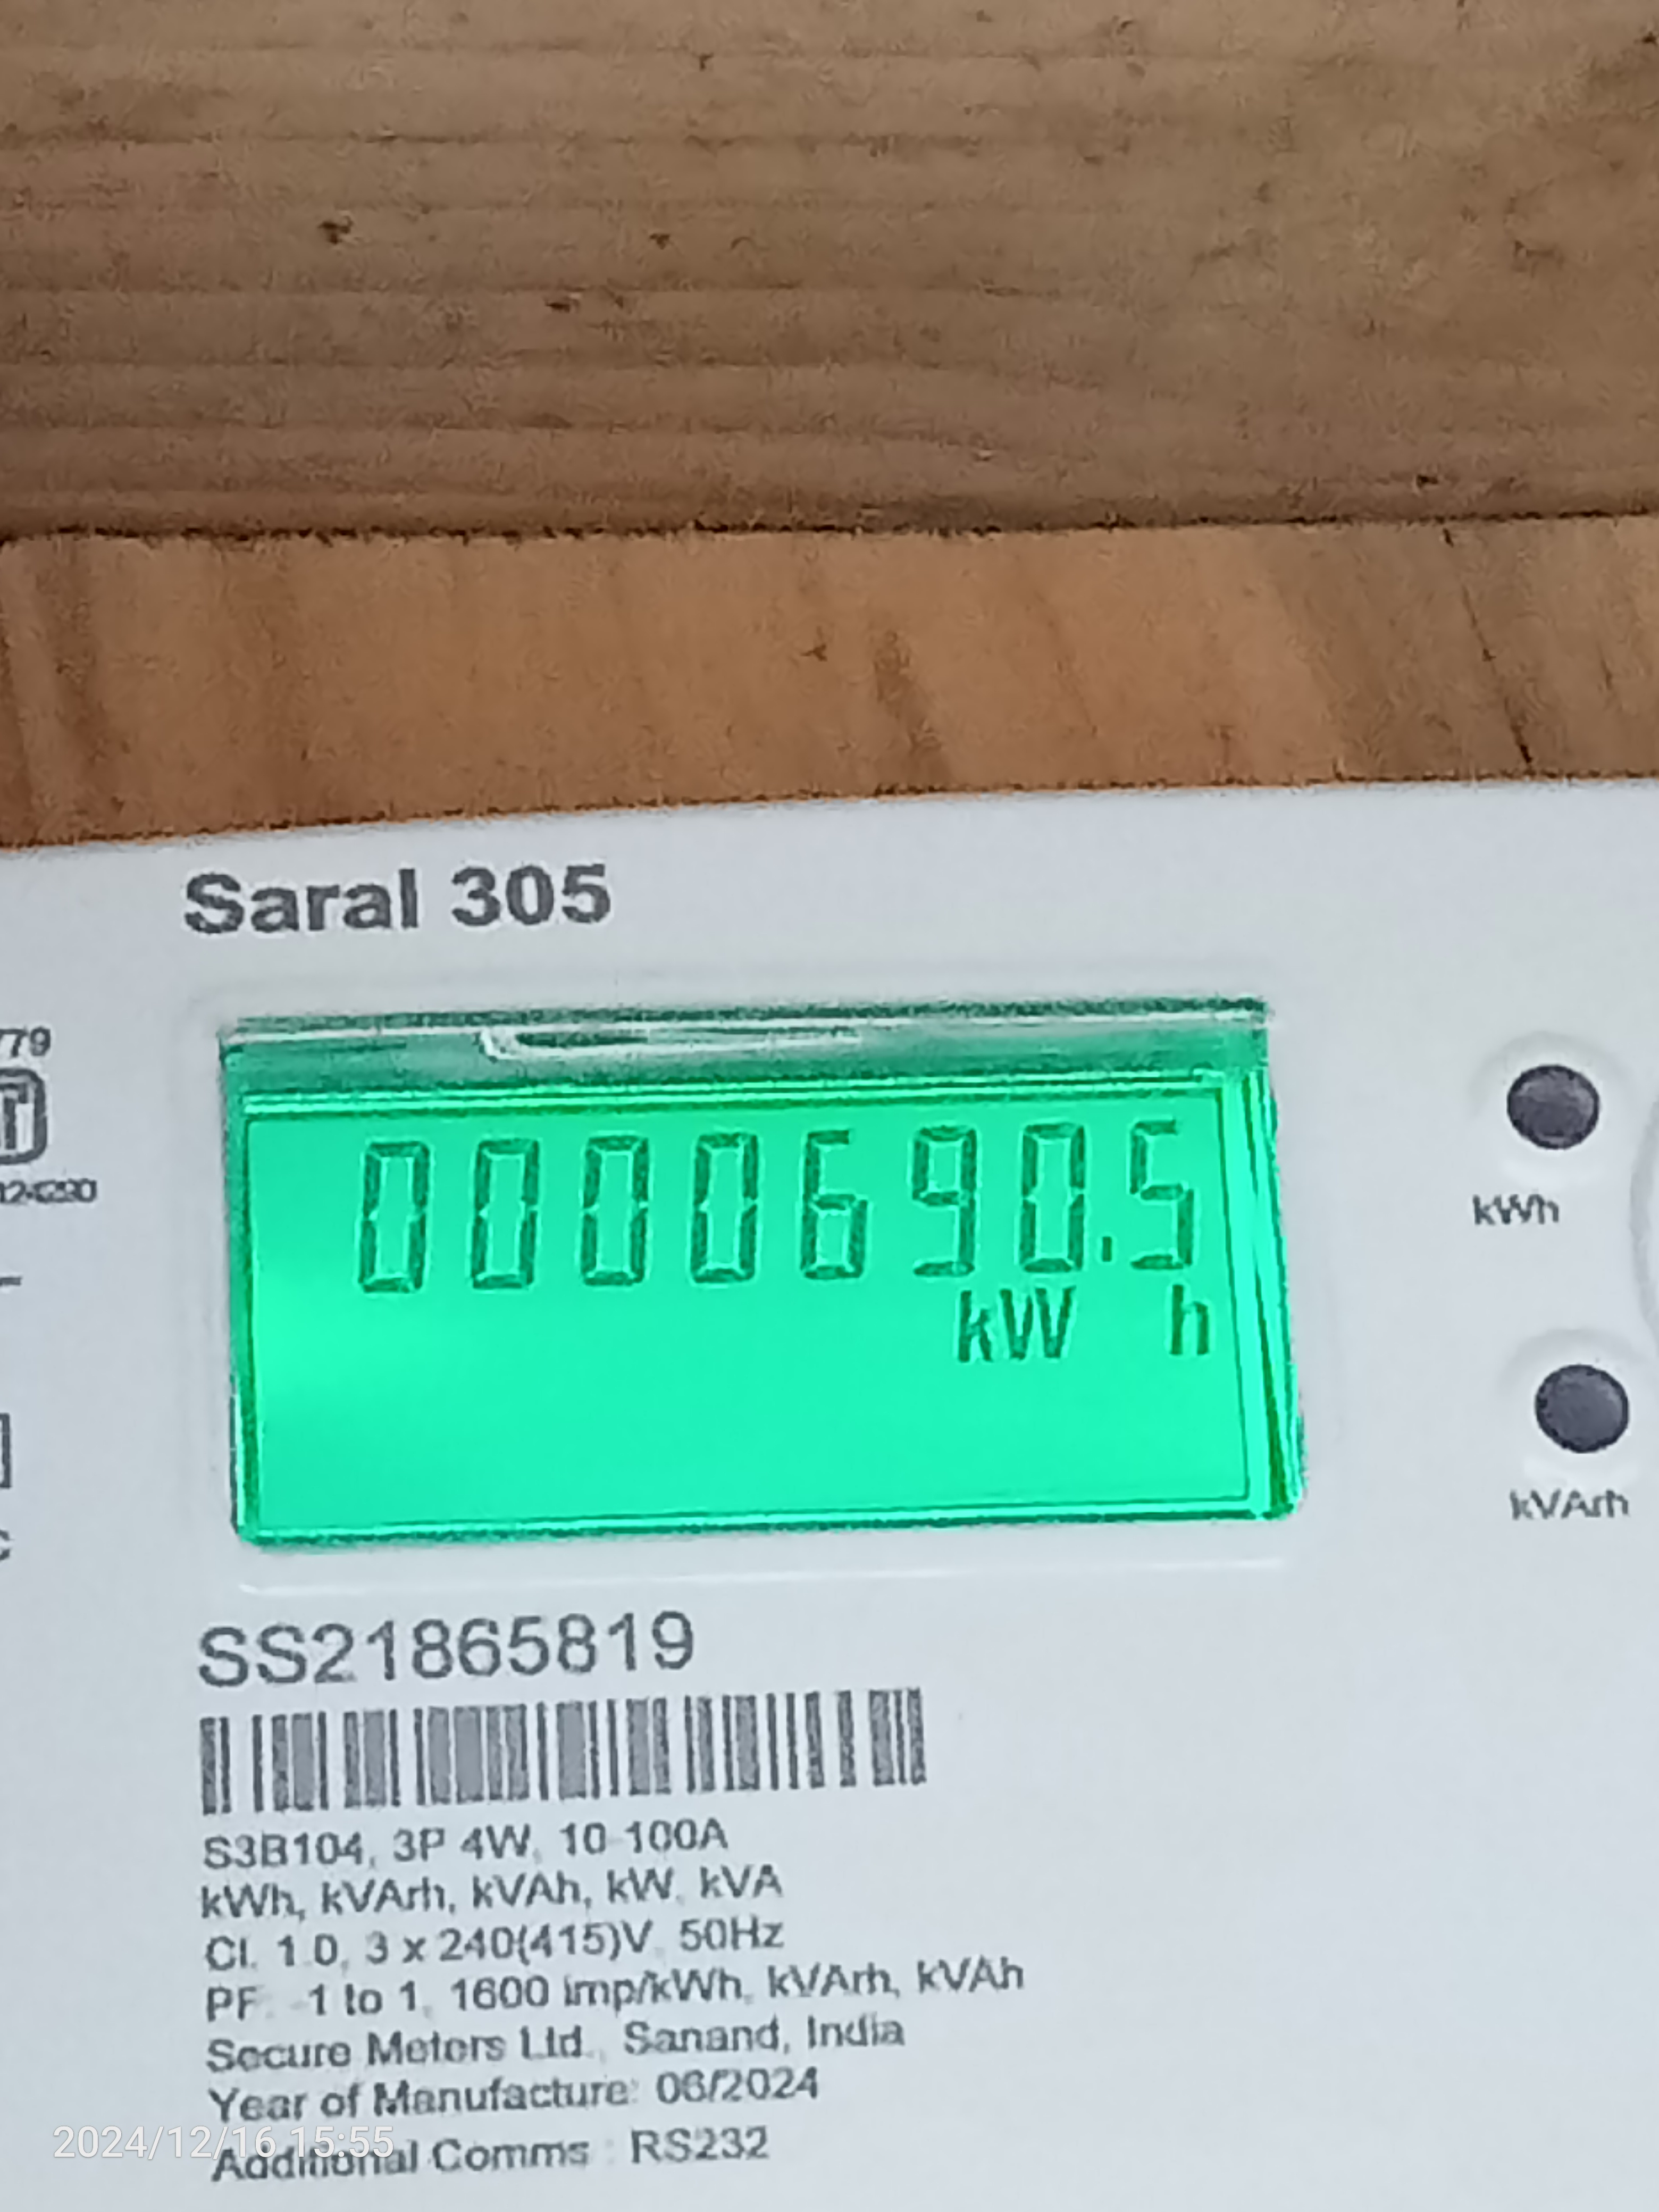 Saral 305
779
0000690.5
kW h
kWh
kVArh
SS21865819
S3B104, 3P 4W, 10-100A
kWh, kVArh, kVAh, kW, kVA
Cl. 1.0, 3 x 240(415)V, 50Hz
PF: -1 to 1, 1600 imp/kWh, kVArh, kVAh
Secure Meters Ltd., Sanand, India
Year of Manufacture: 06/2024
Additional Comms : RS232
2024/12/16 15:55